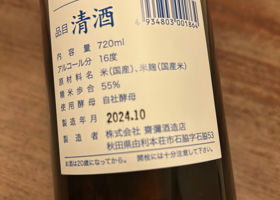 4934803001864
品目 清酒
内容量 720ml
アルコール分 16度
原材料名 米(国産)、米麹(国産米)
精米歩合 55%
使用酵母 自社酵母
製造年月 2024.10
製造者 株式会社 齋彌酒造店
秋田県由利本荘市石脇字石脇53
お酒は20歳になってから。 開栓には十分注意して下さい。